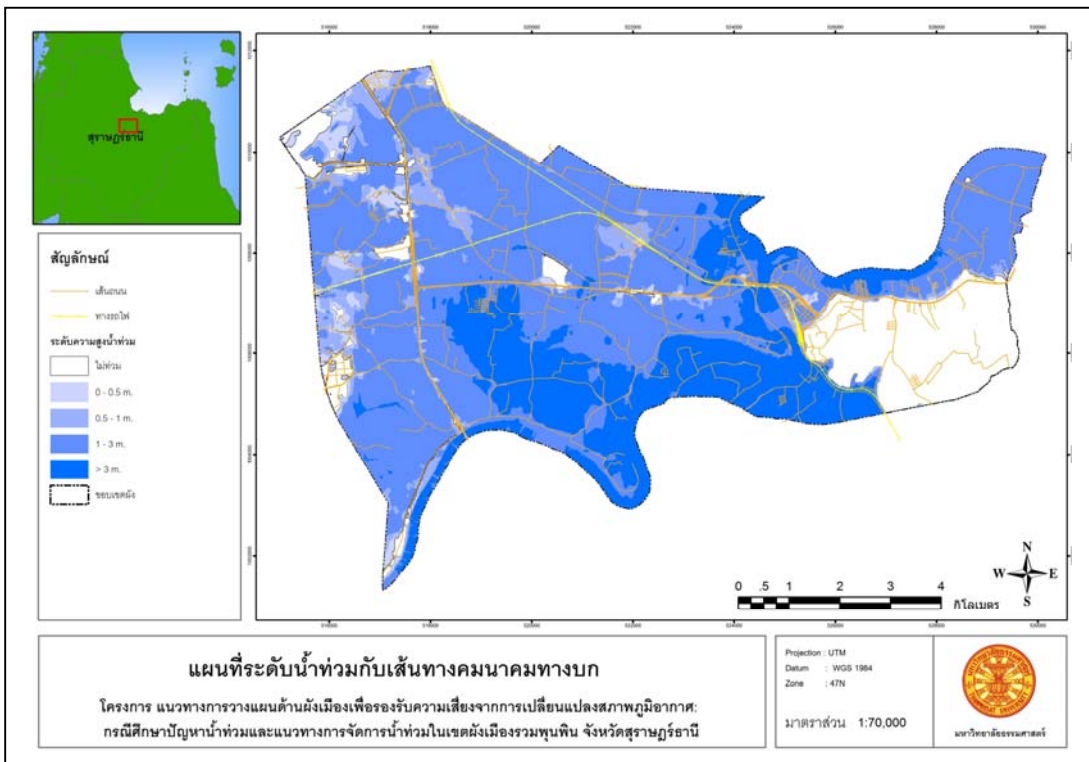 สุราษฎร์ธานี
สัญลักษณ์
เส้นถนน
ทางรถไฟ
ระดับความสูงน้ำท่วม
ไม่ท่วม
0 - 0.5 m.
0.5 - 1 m.
1 - 3 m.
> 3 m.
ขอบเขตผัง
N
W E
S
0 .5 1 2 3 4
กิโลเมตร
แผนที่ระดับน้ำท่วมกับเส้นทางคมนาคมทางบก
โครงการ แนวทางการวางแผนด้านผังเมืองเพื่อรองรับความเสี่ยงจากการเปลี่ยนแปลงสภาพภูมิอากาศ:
กรณีศึกษาปัญหาน้ำท่วมและแนวทางการจัดการน้ำท่วมในเขตผังเมืองรวมพุนพิน จังหวัดสุราษฎร์ธานี
Projection : UTM
Datum : WGS 1984
Zone : 47N
มาตราส่วน 1:70,000
มหาวิทยาลัยธรรมศาสตร์